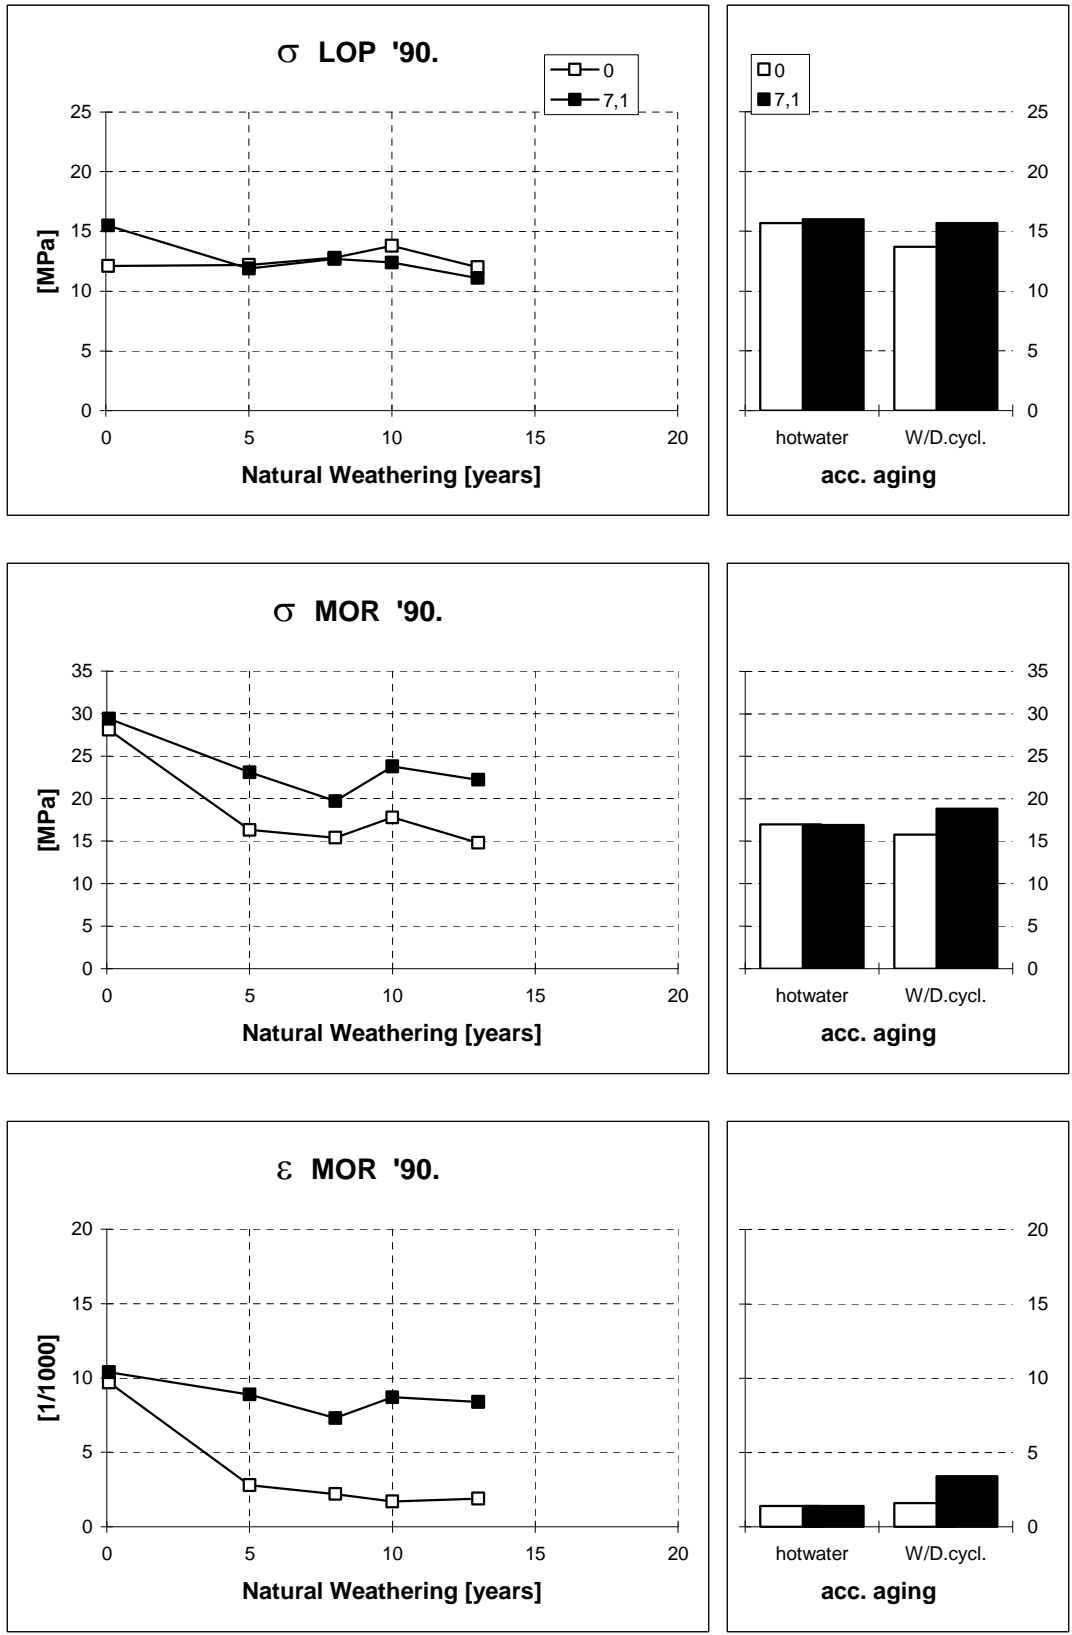 σ LOP '90.
0
7,1
25
20
15
10
5
0
[MPa]
0 5 10 15 20
Natural Weathering [years]
0
7,1
25
20
15
10
5
0
hotwater W/D.cycl.
acc. aging
σ MOR '90.
35
30
25
20
15
10
5
0
[MPa]
0 5 10 15 20
Natural Weathering [years]
35
30
25
20
15
10
5
0
hotwater W/D.cycl.
acc. aging
ε MOR '90.
20
15
10
5
0
[1/1000]
0 5 10 15 20
Natural Weathering [years]
20
15
10
5
0
hotwater W/D.cycl.
acc. aging